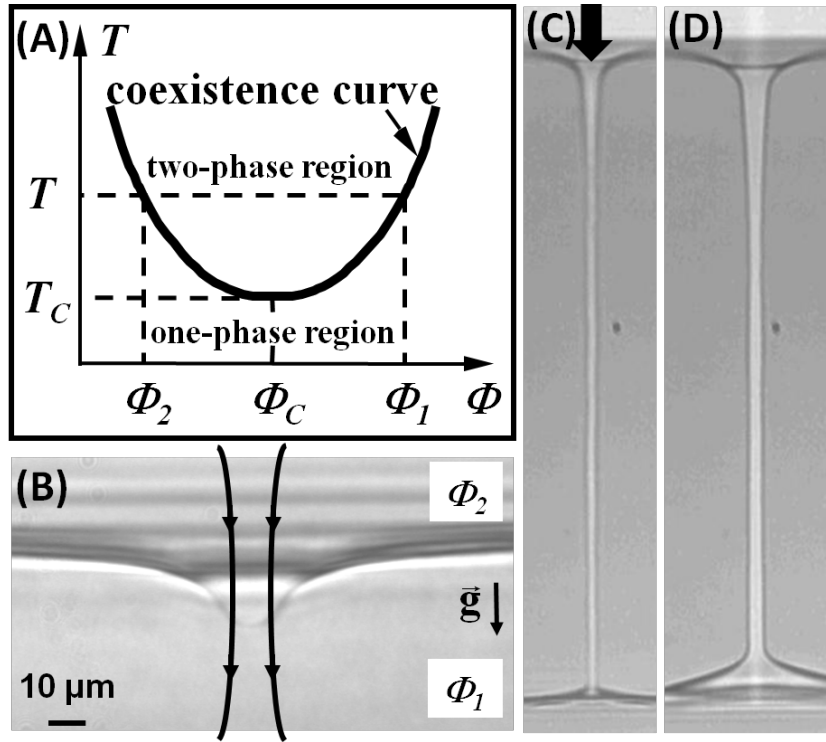 (A)
T
coexistence curve
two-phase region
T
T_C
one-phase region
Φ_2
Φ_C
Φ_1
Φ
(B)
Φ_2
g⃗
10 μm
Φ_1
(C)
(D)